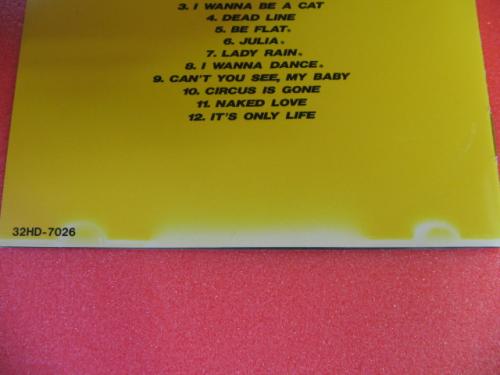 3. I WANNA BE A CAT
4. DEAD LINE
5. BE FLAT*
6. JULIA*
7. LADY RAIN*
8. I WANNA DANCE*
9. CAN'T YOU SEE, MY BABY
10. CIRCUS IS GONE
11. NAKED LOVE
12. IT'S ONLY LIFE
32HD-7026